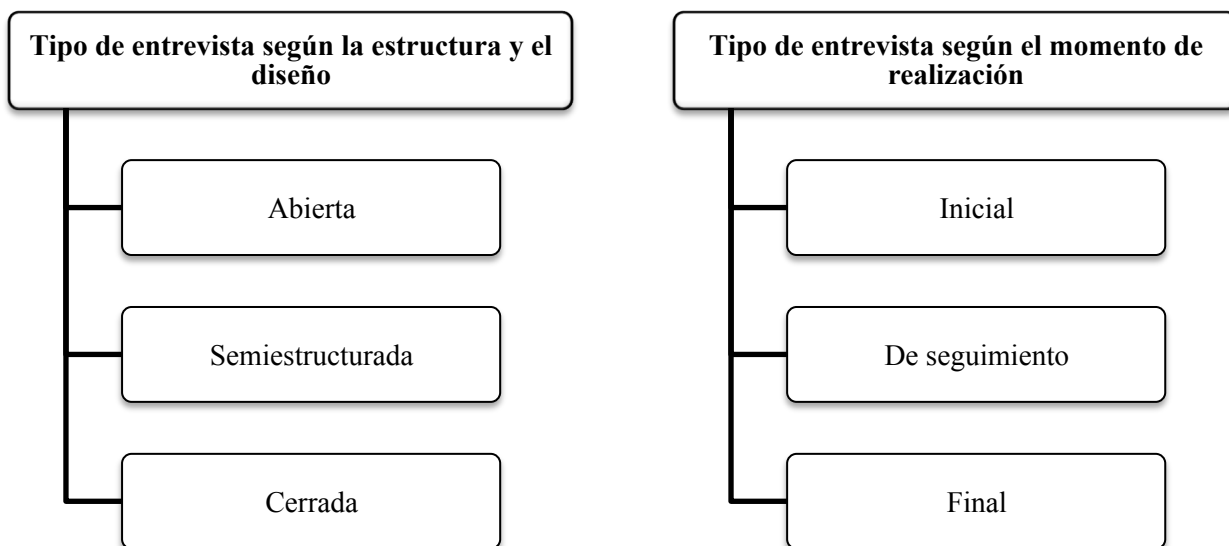 Tipo de entrevista según la estructura y el
diseño
Abierta
Semiestructurada
Cerrada
Tipo de entrevista según el momento de
realización
Inicial
De seguimiento
Final